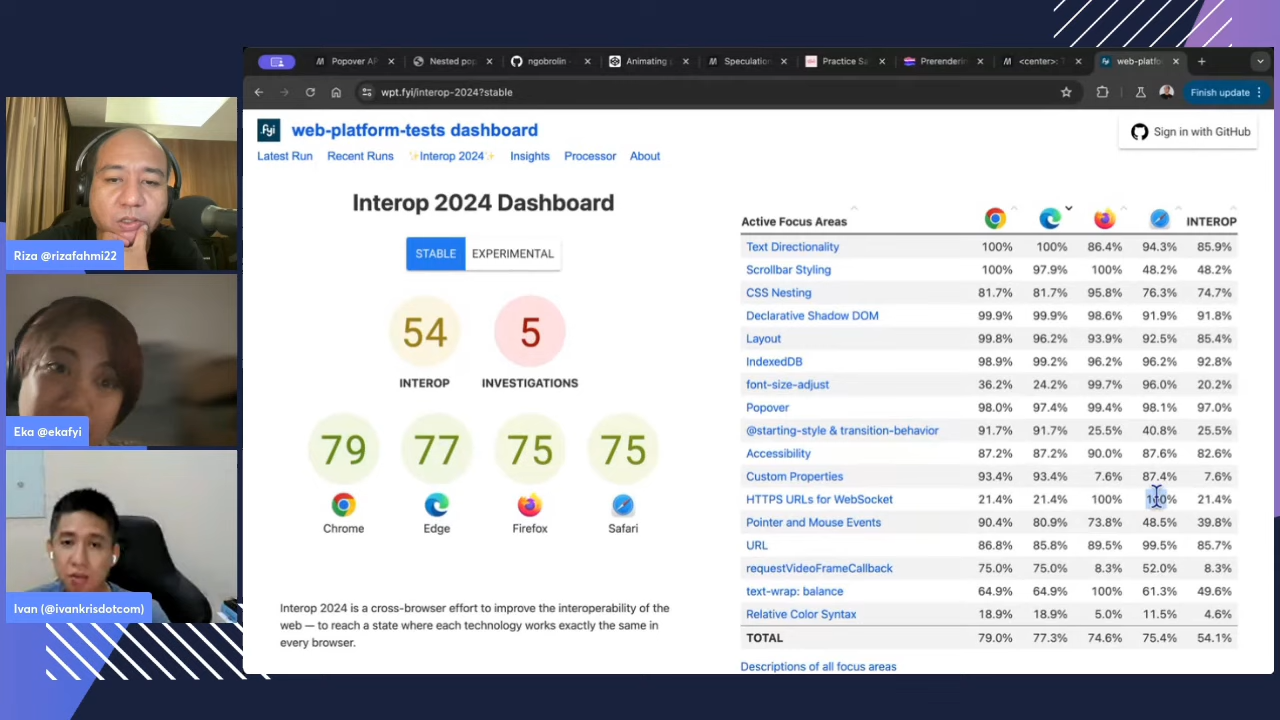 Popover AP
Nested pop
ngobrolin
Animating
Speculation
Practice Sa
Prerenderin
<center>: T
web-platfo
wpt.fyi/interop-2024?stable
Finish update
fyi
web-platform-tests dashboard
Sign in with GitHub
Latest Run Recent Runs ✨Interop 2024✨ Insights Processor About
Interop 2024 Dashboard
STABLE EXPERIMENTAL
54 5
INTEROP INVESTIGATIONS
79 77 75 75
Chrome Edge Firefox Safari
Interop 2024 is a cross-browser effort to improve the interoperability of the
web — to reach a state where each technology works exactly the same in
every browser.
Active Focus Areas INTEROP
Text Directionality 100% 100% 86.4% 94.3% 85.9%
Scrollbar Styling 100% 97.9% 100% 48.2% 48.2%
CSS Nesting 81.7% 81.7% 95.8% 76.3% 74.7%
Declarative Shadow DOM 99.9% 99.9% 98.6% 91.9% 91.8%
Layout 99.8% 96.2% 93.9% 92.5% 85.4%
IndexedDB 98.9% 99.2% 96.2% 96.2% 92.8%
font-size-adjust 36.2% 24.2% 99.7% 96.0% 20.2%
Popover 98.0% 97.4% 99.4% 98.1% 97.0%
@starting-style & transition-behavior 91.7% 91.7% 25.5% 40.8% 25.5%
Accessibility 87.2% 87.2% 90.0% 87.6% 82.6%
Custom Properties 93.4% 93.4% 7.6% 87.4% 7.6%
HTTPS URLs for WebSocket 21.4% 21.4% 100% 100% 21.4%
Pointer and Mouse Events 90.4% 80.9% 73.8% 48.5% 39.8%
URL 86.8% 85.8% 89.5% 99.5% 85.7%
requestVideoFrameCallback 75.0% 75.0% 8.3% 52.0% 8.3%
text-wrap: balance 64.9% 64.9% 100% 61.3% 49.6%
Relative Color Syntax 18.9% 18.9% 5.0% 11.5% 4.6%
TOTAL 79.0% 77.3% 74.6% 75.4% 54.1%
Descriptions of all focus areas
Riza @rizafahmi22
Eka @ekafyi
Ivan (@ivankrisdotcom)